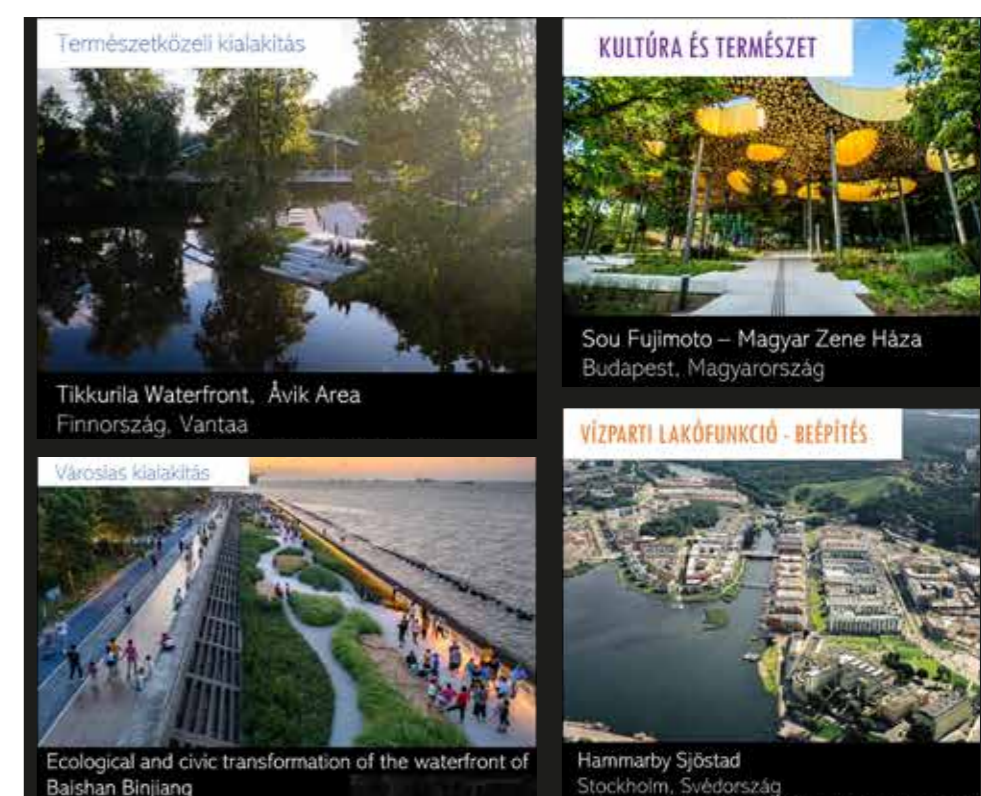 Természetközeli kialakítás
Tikkurila Waterfront, Åvik Area
Finnország, Vantaa
Városias kialakítás
Ecological and civic transformation of the waterfront of
Baishan Binjiang
KULTÚRA ÉS TERMÉSZET
Sou Fujimoto – Magyar Zene Háza
Budapest, Magyarország
VÍZPARTI LAKÓFUNKCIÓ - BEÉPÍTÉS
Hammarby Sjöstad
Stockholm, Svédország